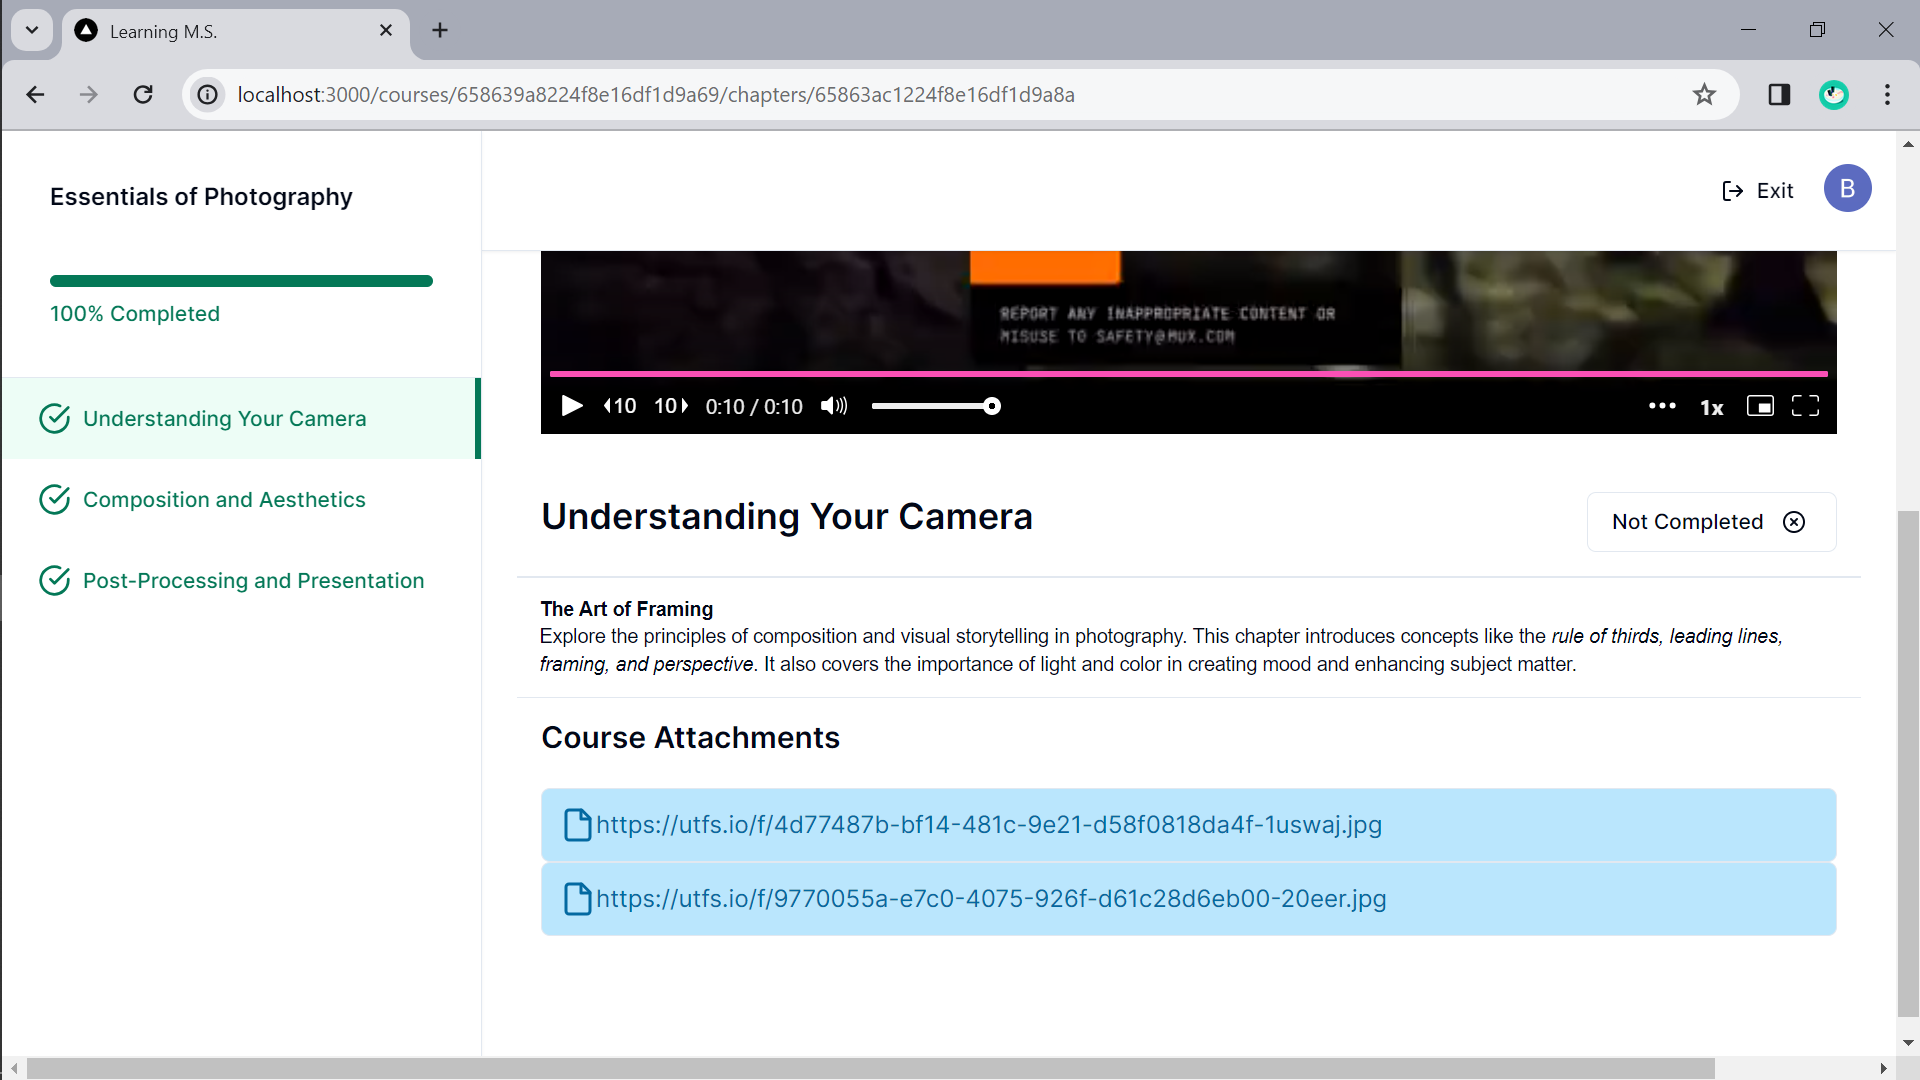 Learning M.S.
localhost:3000/courses/658639a8224f8e16df1d9a69/chapters/65863ac1224f8e16df1d9a8a
Essentials of Photography
100% Completed
Understanding Your Camera
Composition and Aesthetics
Post-Processing and Presentation
Exit
B
REPORT ANY INAPPROPRIATE CONTENT OR
MISUSE TO SAFETY@MUX.COM
10 10 0:10 / 0:10 1x
Understanding Your Camera
Not Completed
The Art of Framing
Explore the principles of composition and visual storytelling in photography. This chapter introduces concepts like the rule of thirds, leading lines,
framing, and perspective. It also covers the importance of light and color in creating mood and enhancing subject matter.
Course Attachments
https://utfs.io/f/4d77487b-bf14-481c-9e21-d58f0818da4f-1uswaj.jpg
https://utfs.io/f/9770055a-e7c0-4075-926f-d61c28d6eb00-20eer.jpg